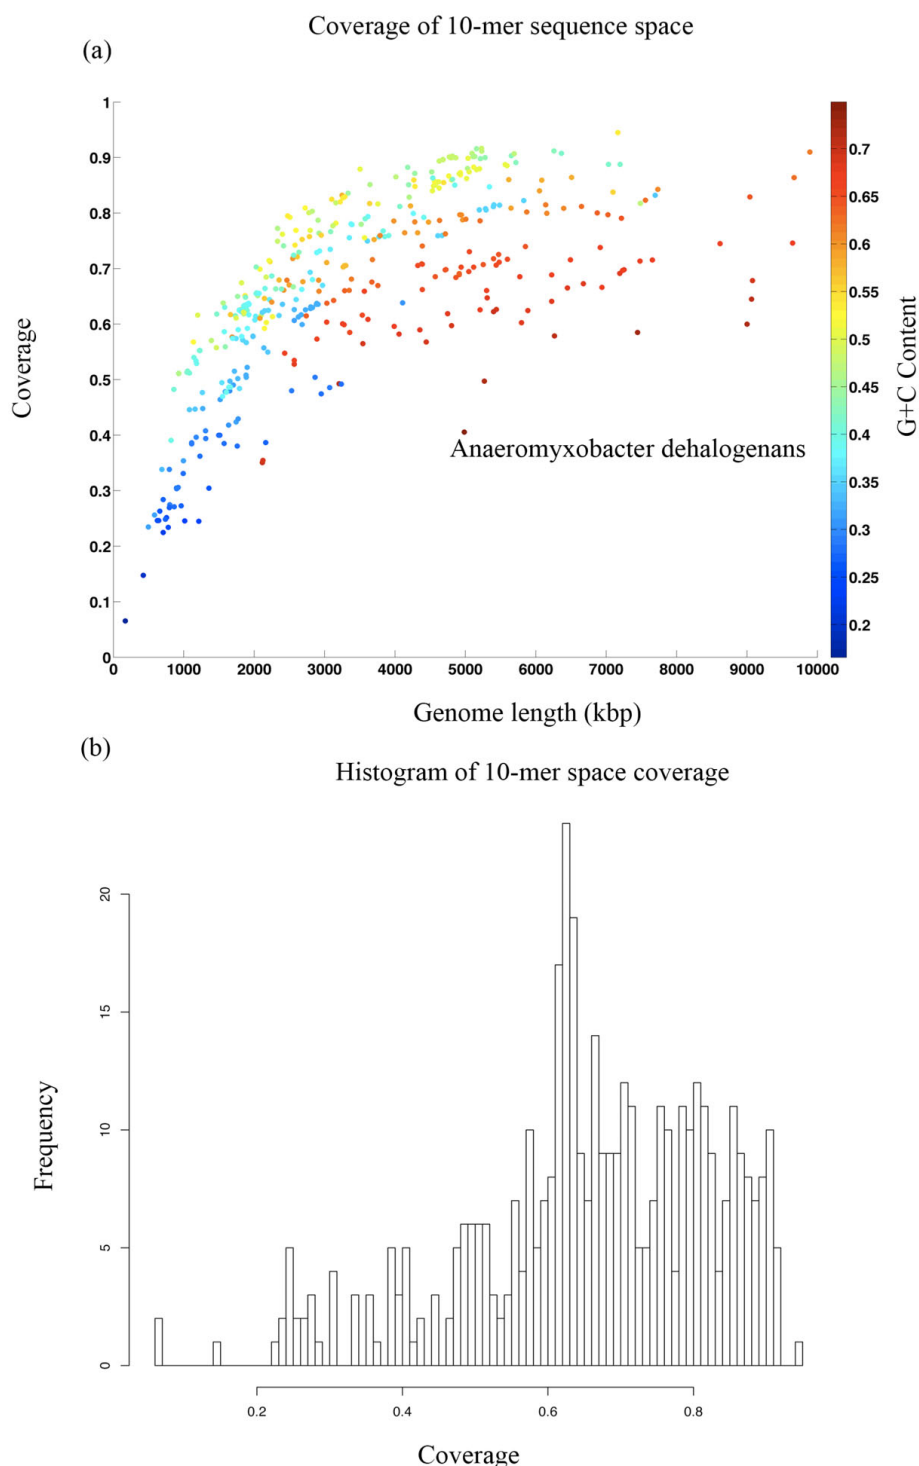 Coverage of 10-mer sequence space
(a)
1
0.9
0.8
0.7
0.6
0.5
0.4
0.3
0.2
0.1
0
Coverage
Anaeromyxobacter dehalogenans
0 1000 2000 3000 4000 5000 6000 7000 8000 9000 10000
Genome length (kbp)
0.7
0.65
0.6
0.55
0.5
0.45
0.4
0.35
0.3
0.25
0.2
G+C Content
(b)
Histogram of 10-mer space coverage
20
15
10
5
0
Frequency
0.2 0.4 0.6 0.8
Coverage